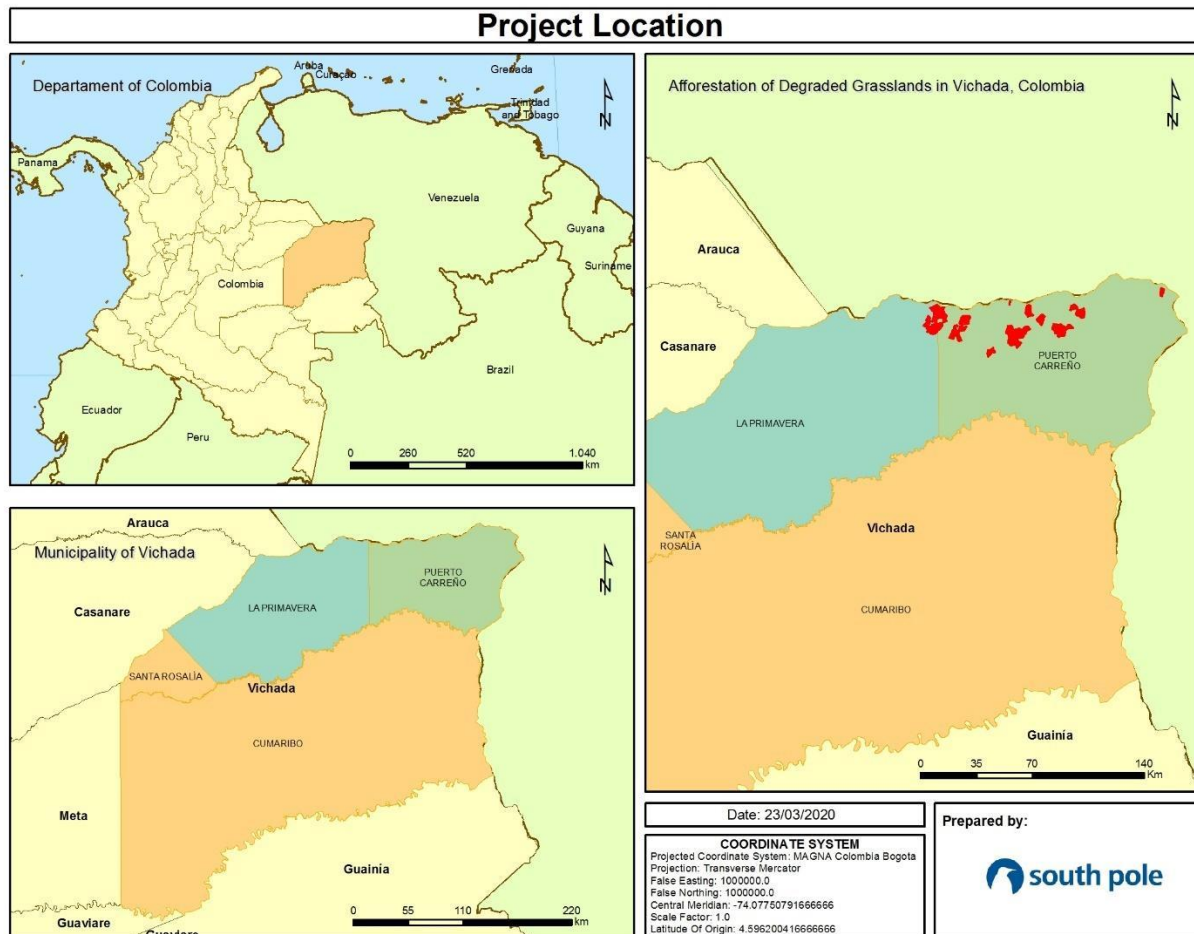 Project Location
Departament of Colombia
Aruba
Curaçao
Grenada
Trinidad
and Tobago
N
Panama
Venezuela
Guyana
Suriname
Colombia
Brazil
Ecuador
Peru
0 260 520 1.040
km
Municipality of Vichada
Arauca
N
Casanare
PUERTO
CARREÑO
LA PRIMAVERA
SANTA ROSALÌA
Vichada
CUMARIBO
Meta
Guainía
Guaviare
Guaviare
0 55 110 220
km
Afforestation of Degraded Grasslands in Vichada, Colombia
N
Arauca
Casanare
PUERTO
CARREÑO
LA PRIMAVERA
SANTA
ROSALÌA
Vichada
CUMARIBO
Guainía
0 35 70 140
Km
Date: 23/03/2020
COORDINATE SYSTEM
Projected Coordinate System: MAGNA Colombia Bogota
Projection: Transverse Mercator
False Easting: 1000000.0
False Northing: 1000000.0
Central Meridian: -74.07750791666666
Scale Factor: 1.0
Latitude Of Origin: 4.596200416666666
Prepared by:
south pole